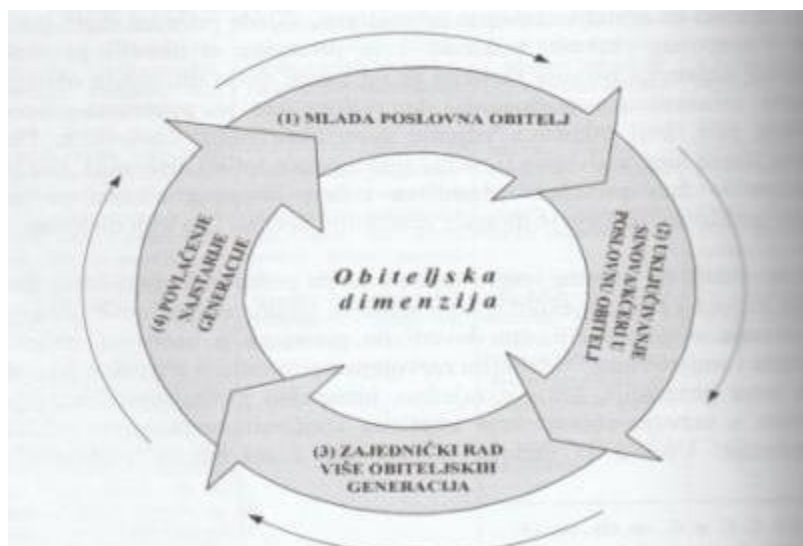 (1) MLADA POSLOVNA OBITELJ
(2) UKLJUČIVANJE
SINOVA/KĆERI U
POSLOVNU OBITELJ
(3) ZAJEDNIČKI RAD
VIŠE OBITELJSKIH
GENERACIJA
(4) POVLAČENJE
NAJSTARIJE
GENERACIJE
Obiteljska
dimenzija